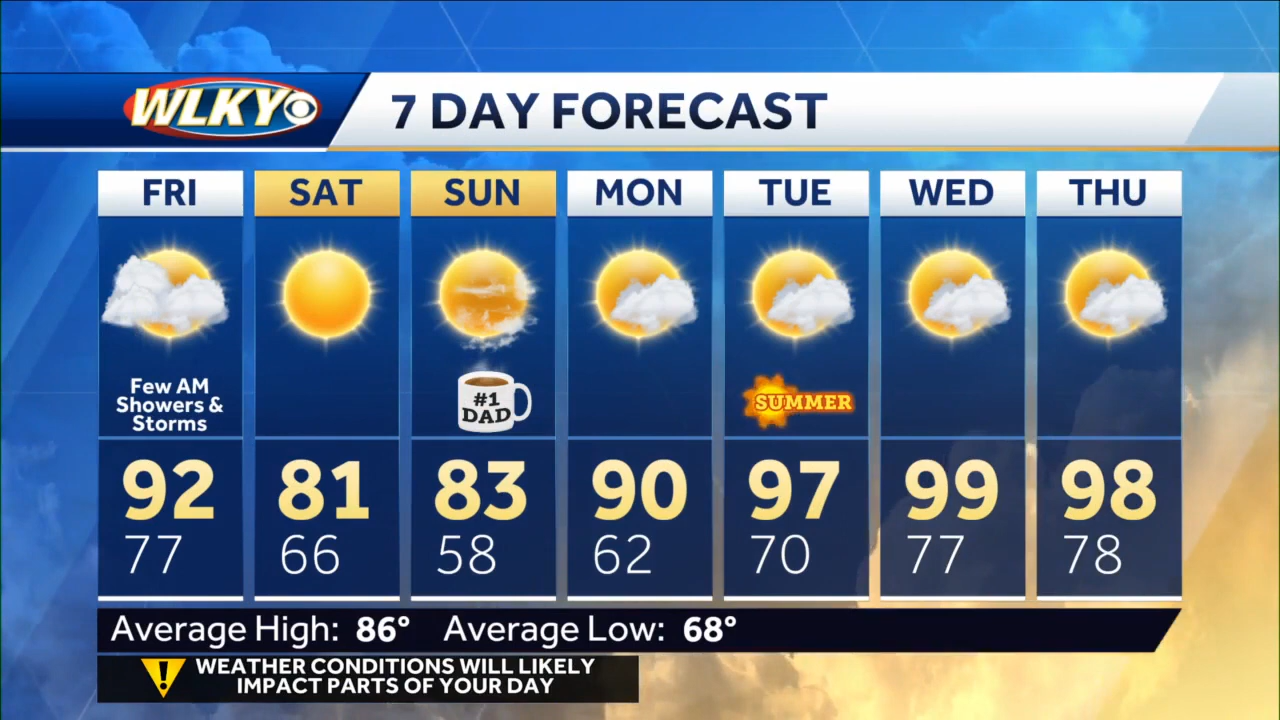 WLKY
7 DAY FORECAST
FRI SAT SUN MON TUE WED THU
Few AM
Showers &
Storms
#1
DAD
SUMMER
92 81 83 90 97 99 98
77 66 58 62 70 77 78
Average High: 86° Average Low: 68°
WEATHER CONDITIONS WILL LIKELY
IMPACT PARTS OF YOUR DAY